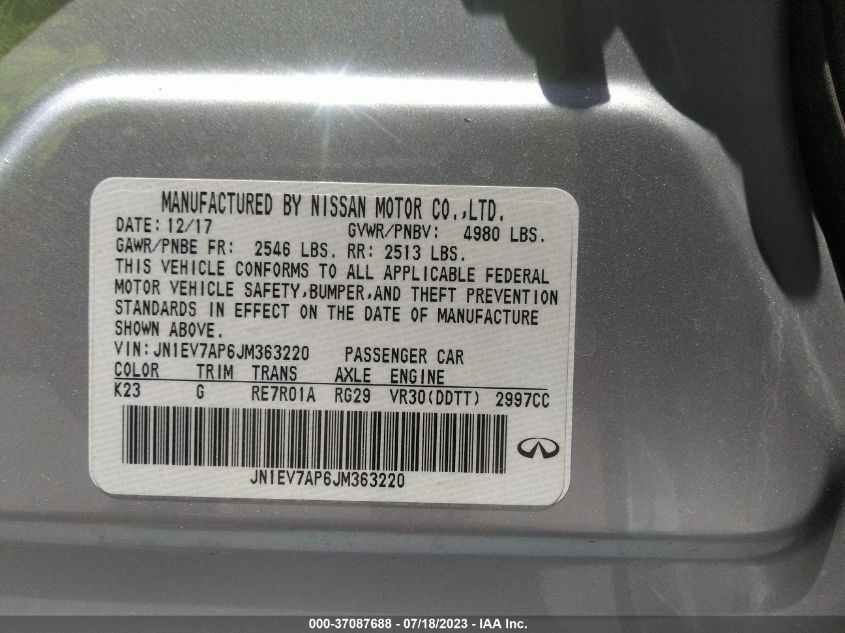 MANUFACTURED BY NISSAN MOTOR CO.,LTD.
DATE: 12/17 GVWR/PNBV: 4980 LBS.
GAWR/PNBE FR: 2546 LBS. RR: 2513 LBS.
THIS VEHICLE CONFORMS TO ALL APPLICABLE FEDERAL
MOTOR VEHICLE SAFETY,BUMPER,AND THEFT PREVENTION
STANDARDS IN EFFECT ON THE DATE OF MANUFACTURE
SHOWN ABOVE.
VIN:JN1EV7AP6JM363220 PASSENGER CAR
COLOR TRIM TRANS AXLE ENGINE
K23 G RE7R01A RG29 VR30(DDTT) 2997CC
JN1EV7AP6JM363220
000-37087688 - 07/18/2023 - IAA Inc.